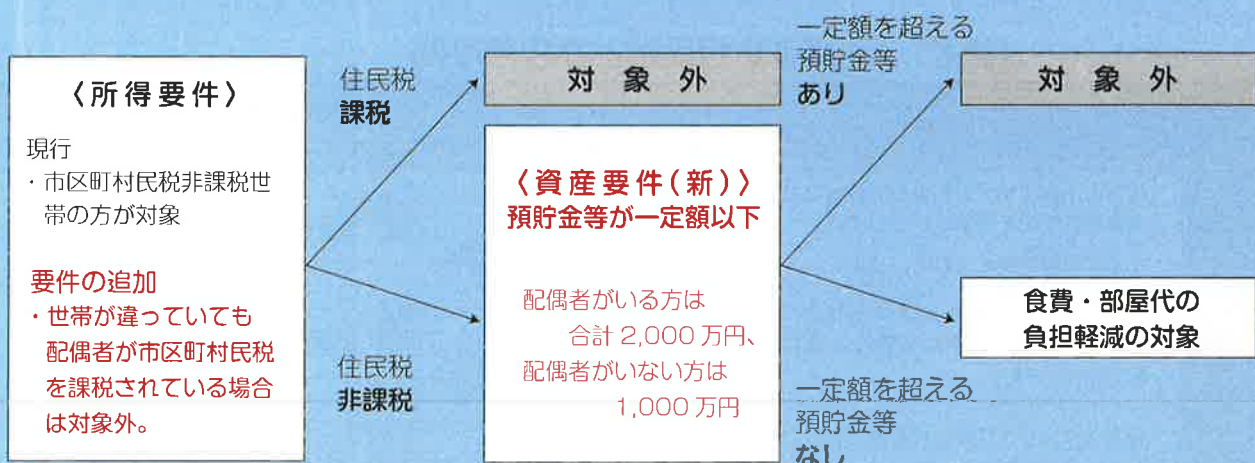 〈所得要件〉
現行
・市区町村民税非課税世
帯の方が対象
要件の追加
・世帯が違っていても
配偶者が市区町村民税
を課税されている場合
は対象外。
住民税
課税
住民税
非課税
対象外
〈資産要件(新)〉
預貯金等が一定額以下
配偶者がいる方は
合計 2,000 万円、
配偶者がいない方は
1,000 万円
一定額を超える
預貯金等
あり
一定額を超える
預貯金等
なし
対象外
食費・部屋代の
負担軽減の対象